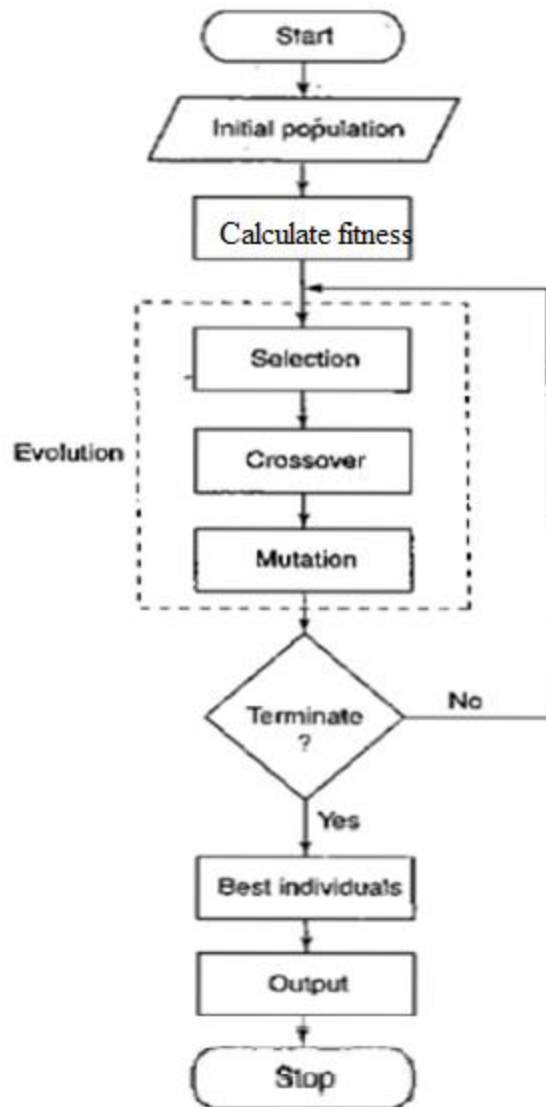 Start
Initial population
Calculate fitness
Selection
Evolution
Crossover
Mutation
Terminate
?
No
Yes
Best individuals
Output
Stop